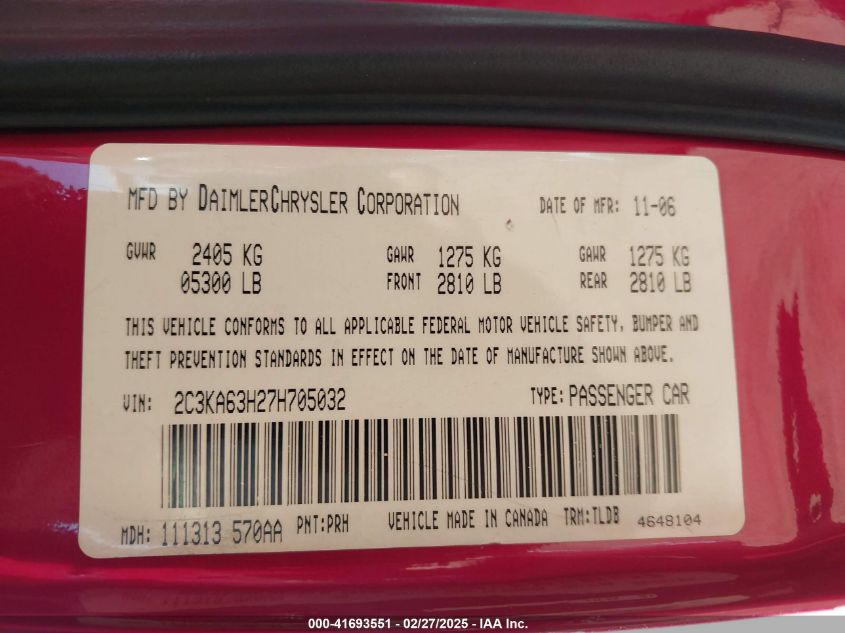 MFD BY DAIMLERCHRYSLER CORPORATION DATE OF MFR: 11-06
GVWR 2405 KG GAWR 1275 KG GAWR 1275 KG
05300 LB FRONT 2810 LB REAR 2810 LB
THIS VEHICLE CONFORMS TO ALL APPLICABLE FEDERAL MOTOR VEHICLE SAFETY, BUMPER AND
THEFT PREVENTION STANDARDS IN EFFECT ON THE DATE OF MANUFACTURE SHOWN ABOVE.
VIN: 2C3KA63H27H705032 TYPE: PASSENGER CAR
MDH: 111313 570AA PNT:PRH VEHICLE MADE IN CANADA TRM:TLDB 4648104
000-41693551 - 02/27/2025 - IAA Inc.